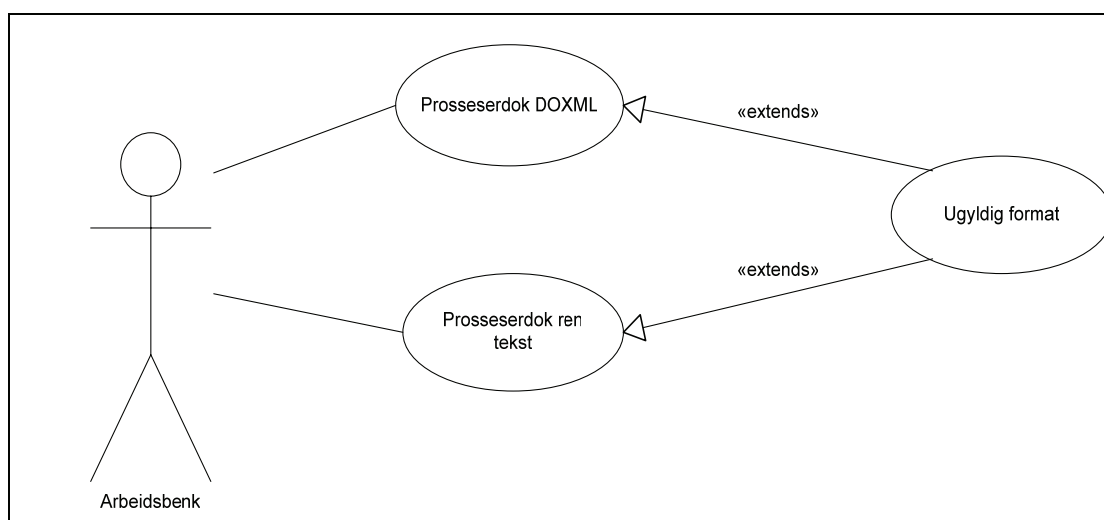 Prosseserdok DOXML
«extends»
Ugyldig format
«extends»
Prosseserdok ren
tekst
Arbeidsbenk